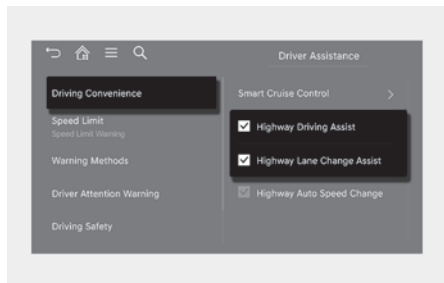 Driver Assistance
Driving Convenience
Speed Limit
Speed Limit Warning
Warning Methods
Driver Attention Warning
Driving Safety
Smart Cruise Control
Highway Driving Assist
Highway Lane Change Assist
Highway Auto Speed Change